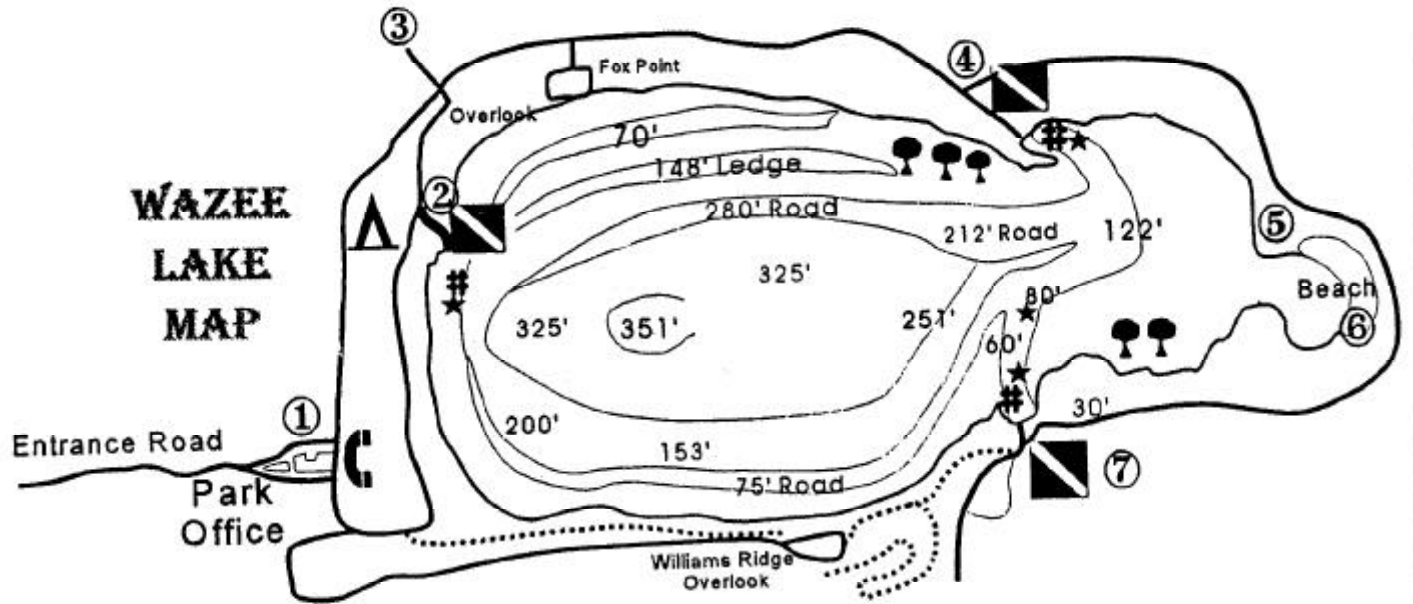 ③
④
Fox Point
Overlook
70'
148' Ledge
②
WAZEE
LAKE
MAP
280' Road
212' Road
122'
⑤
325'
Beach
80'
325'
351'
251'
60'
⑥
①
Entrance Road
200'
30'
153'
⑦
Park
Office
75' Road
Williams Ridge
Overlook